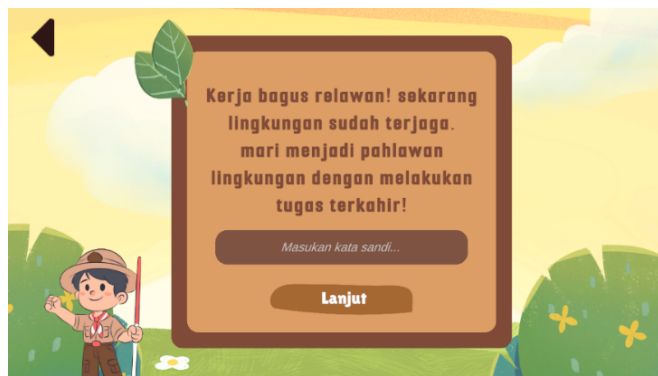 Kerja bagus relawan! sekarang
lingkungan sudah terjaga.
mari menjadi pahlawan
lingkungan dengan melakukan
tugas terkahir!
Masukan kata sandi...
Lanjut